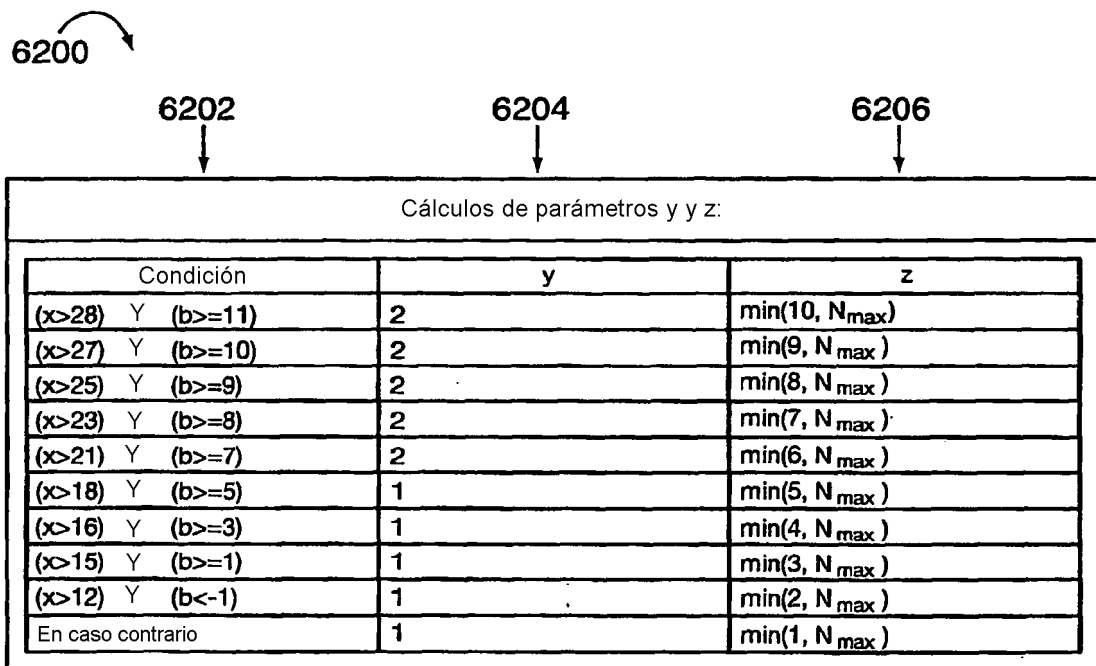 6200
6202 6204 6206
Cálculos de parámetros y y z:
Condición y z
(x>28) Y (b>=11) 2 min(10, Nmax)
(x>27) Y (b>=10) 2 min(9, Nmax)
(x>25) Y (b>=9) 2 min(8, Nmax)
(x>23) Y (b>=8) 2 min(7, Nmax)
(x>21) Y (b>=7) 2 min(6, Nmax)
(x>18) Y (b>=5) 1 min(5, Nmax)
(x>16) Y (b>=3) 1 min(4, Nmax)
(x>15) Y (b>=1) 1 min(3, Nmax)
(x>12) Y (b<-1) 1 min(2, Nmax)
En caso contrario 1 min(1, Nmax)